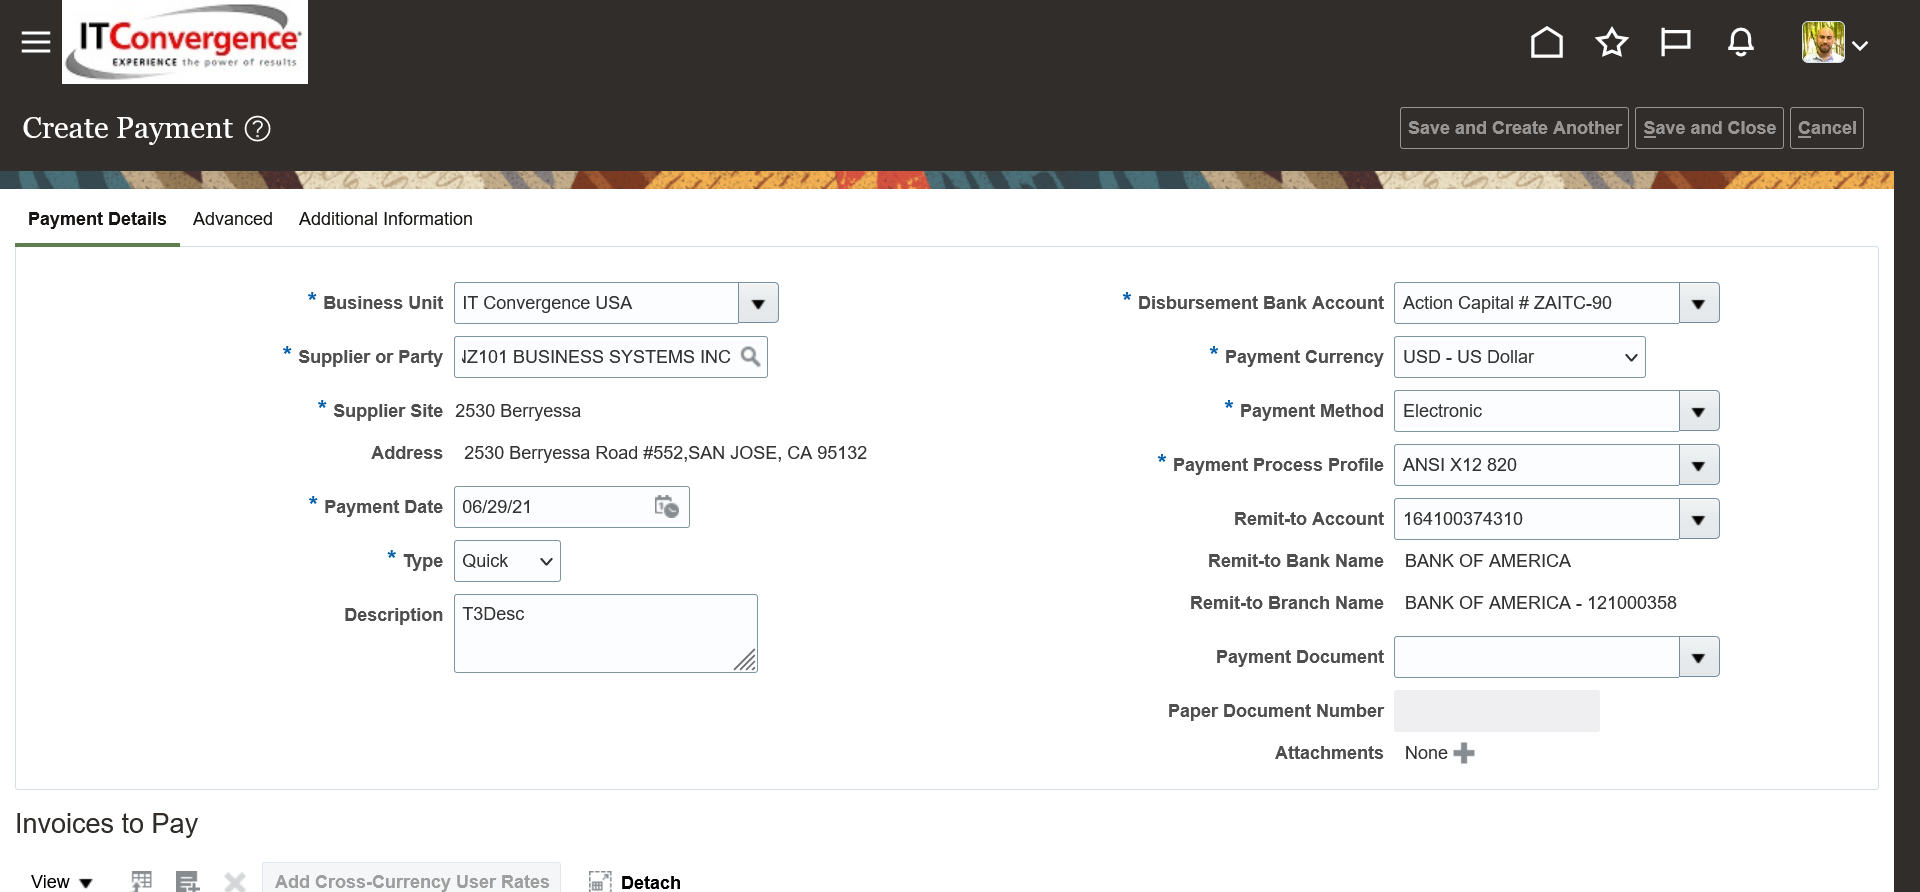 ITConvergence
EXPERIENCE the power of results
Create Payment ?
Save and Create Another
Save and Close
Cancel
Payment Details
Advanced
Additional Information
* Business Unit IT Convergence USA
* Supplier or Party BUSINESS SYSTEMS INC
* Supplier Site 2530 Berryessa
Address 2530 Berryessa Road #552,SAN JOSE, CA 95132
* Payment Date 06/29/21
* Type Quick
Description T3Desc
* Disbursement Bank Account Action Capital # ZAITC-90
* Payment Currency USD - US Dollar
* Payment Method Electronic
* Payment Process Profile ANSI X12 820
Remit-to Account 164100374310
Remit-to Bank Name BANK OF AMERICA
Remit-to Branch Name BANK OF AMERICA - 121000358
Payment Document
Paper Document Number
Attachments None
Invoices to Pay
View
Add Cross-Currency User Rates
Detach